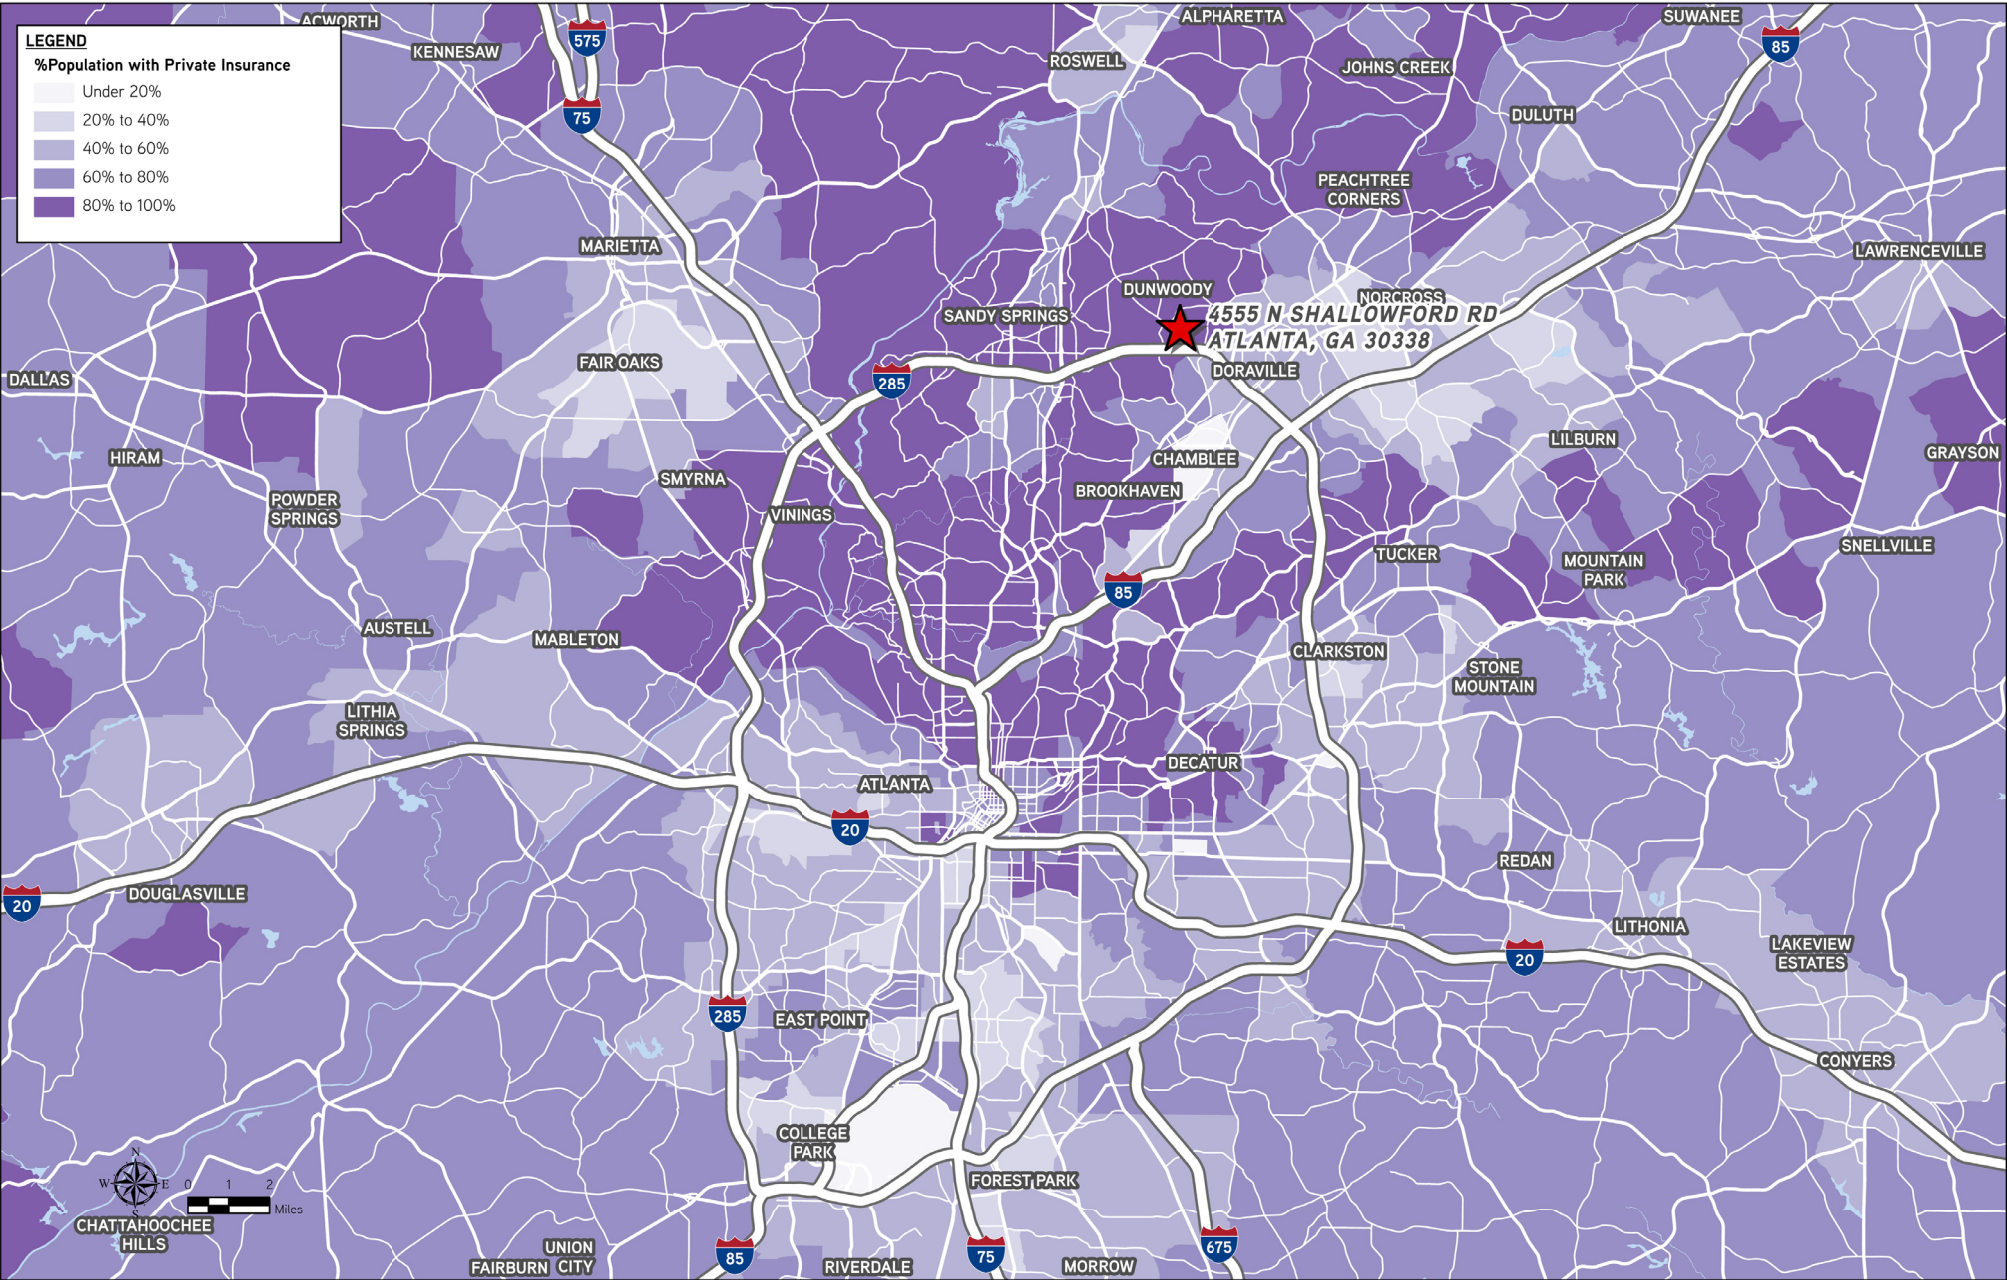 LEGEND
%Population with Private Insurance
Under 20%
20% to 40%
40% to 60%
60% to 80%
80% to 100%
ACWORTH
KENNESAW
575
75
ROSWELL
ALPHARETTA
JOHNS CREEK
SUWANEE
85
DULUTH
PEACHTREE
CORNERS
MARIETTA
LAWRENCEVILLE
DUNWOODY
NORCROSS
SANDY SPRINGS
4555 N SHALLOWFORD RD
ATLANTA, GA 30338
FAIR OAKS
DORAVILLE
DALLAS
285
HIRAM
LILBURN
GRAYSON
CHAMBLEE
SMYRNA
BROOKHAVEN
POWDER
SPRINGS
VININGS
TUCKER
SNELLVILLE
MOUNTAIN
PARK
85
AUSTELL
MABLETON
CLARKSTON
STONE
MOUNTAIN
LITHIA
SPRINGS
DECATUR
ATLANTA
20
REDAN
DOUGLASVILLE
20
LITHONIA
LAKEVIEW
ESTATES
20
285
EAST POINT
CONYERS
COLLEGE
PARK
FOREST PARK
N
W E
S
0 1 2
Miles
CHATTAHOOCHEE
HILLS
UNION
CITY
FAIRBURN
85
RIVERDALE
75
MORROW
675